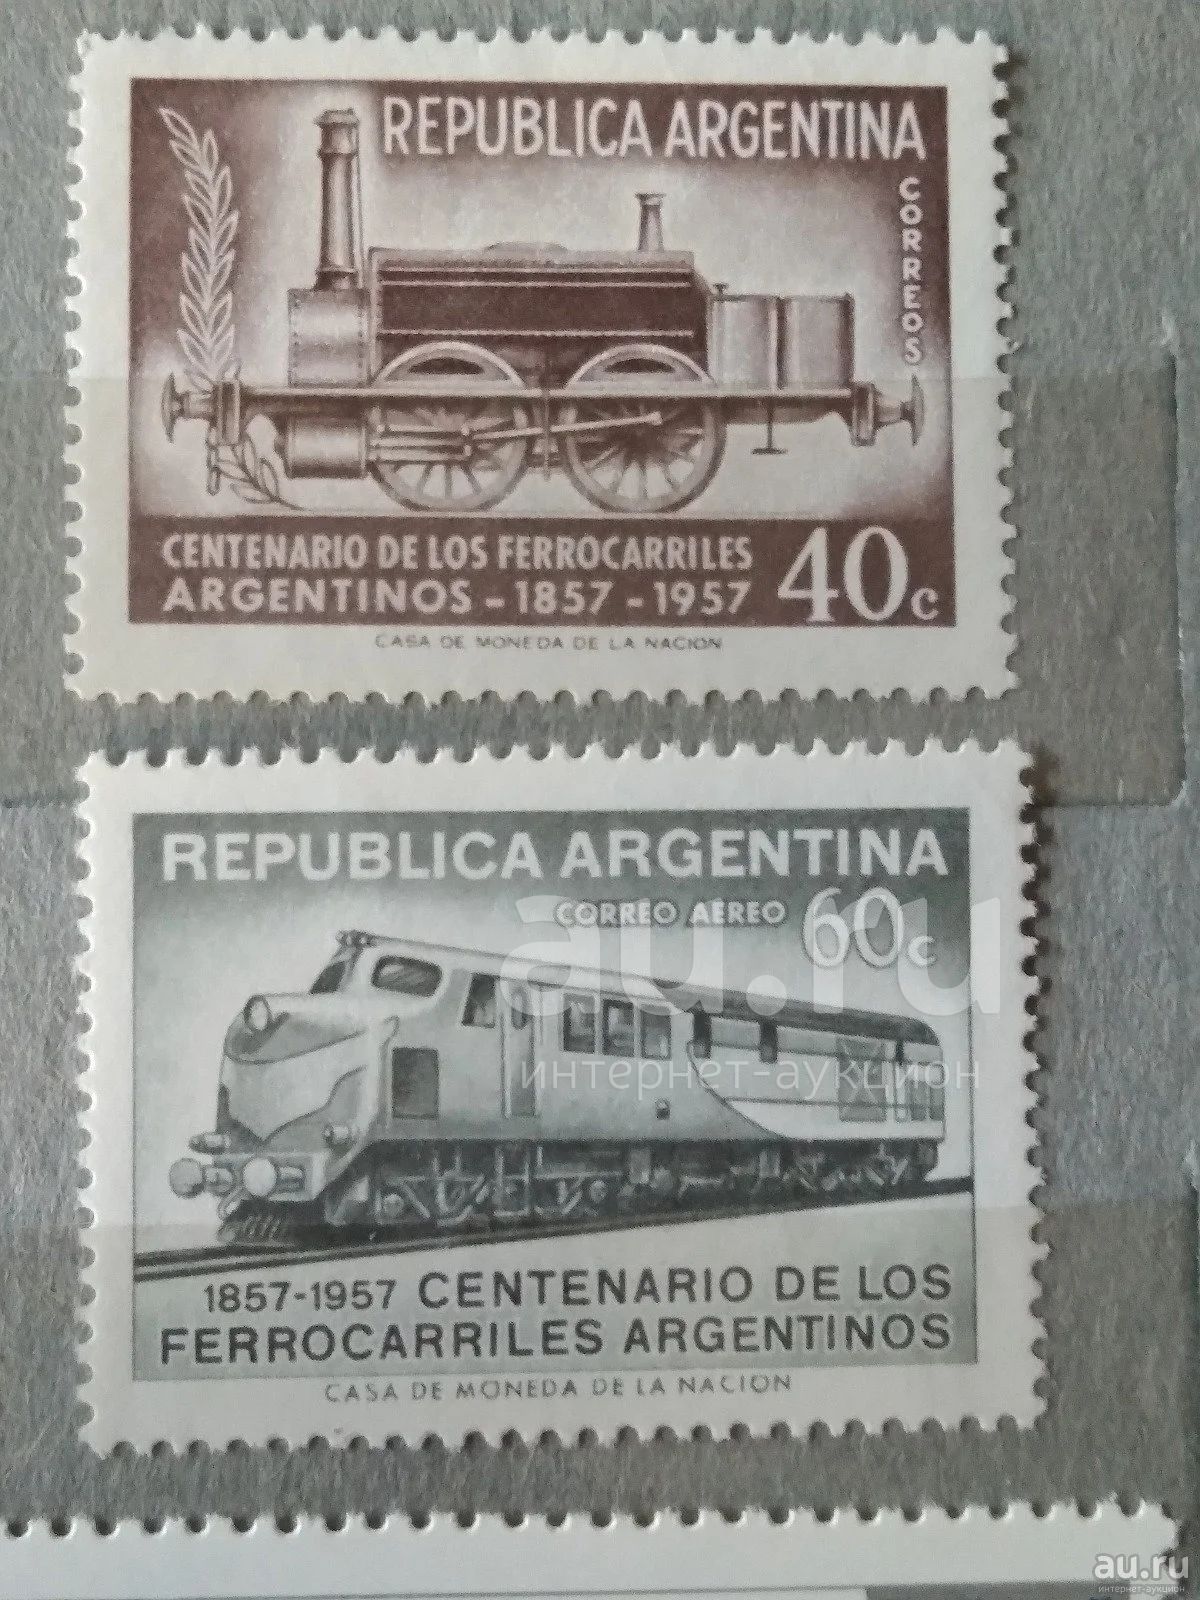 REPUBLICA ARGENTINA
CORREOS
CENTENARIO DE LOS FERROCARRILES
ARGENTINOS - 1857 - 1957
40c
CASA DE MONEDA DE LA NACION
REPUBLICA ARGENTINA
CORREO AEREO 60c
au.ru
интернет-аукцион
1857-1957 CENTENARIO DE LOS
FERROCARRILES ARGENTINOS
CASA DE MONEDA DE LA NACION
au.ru
интернет-аукцион